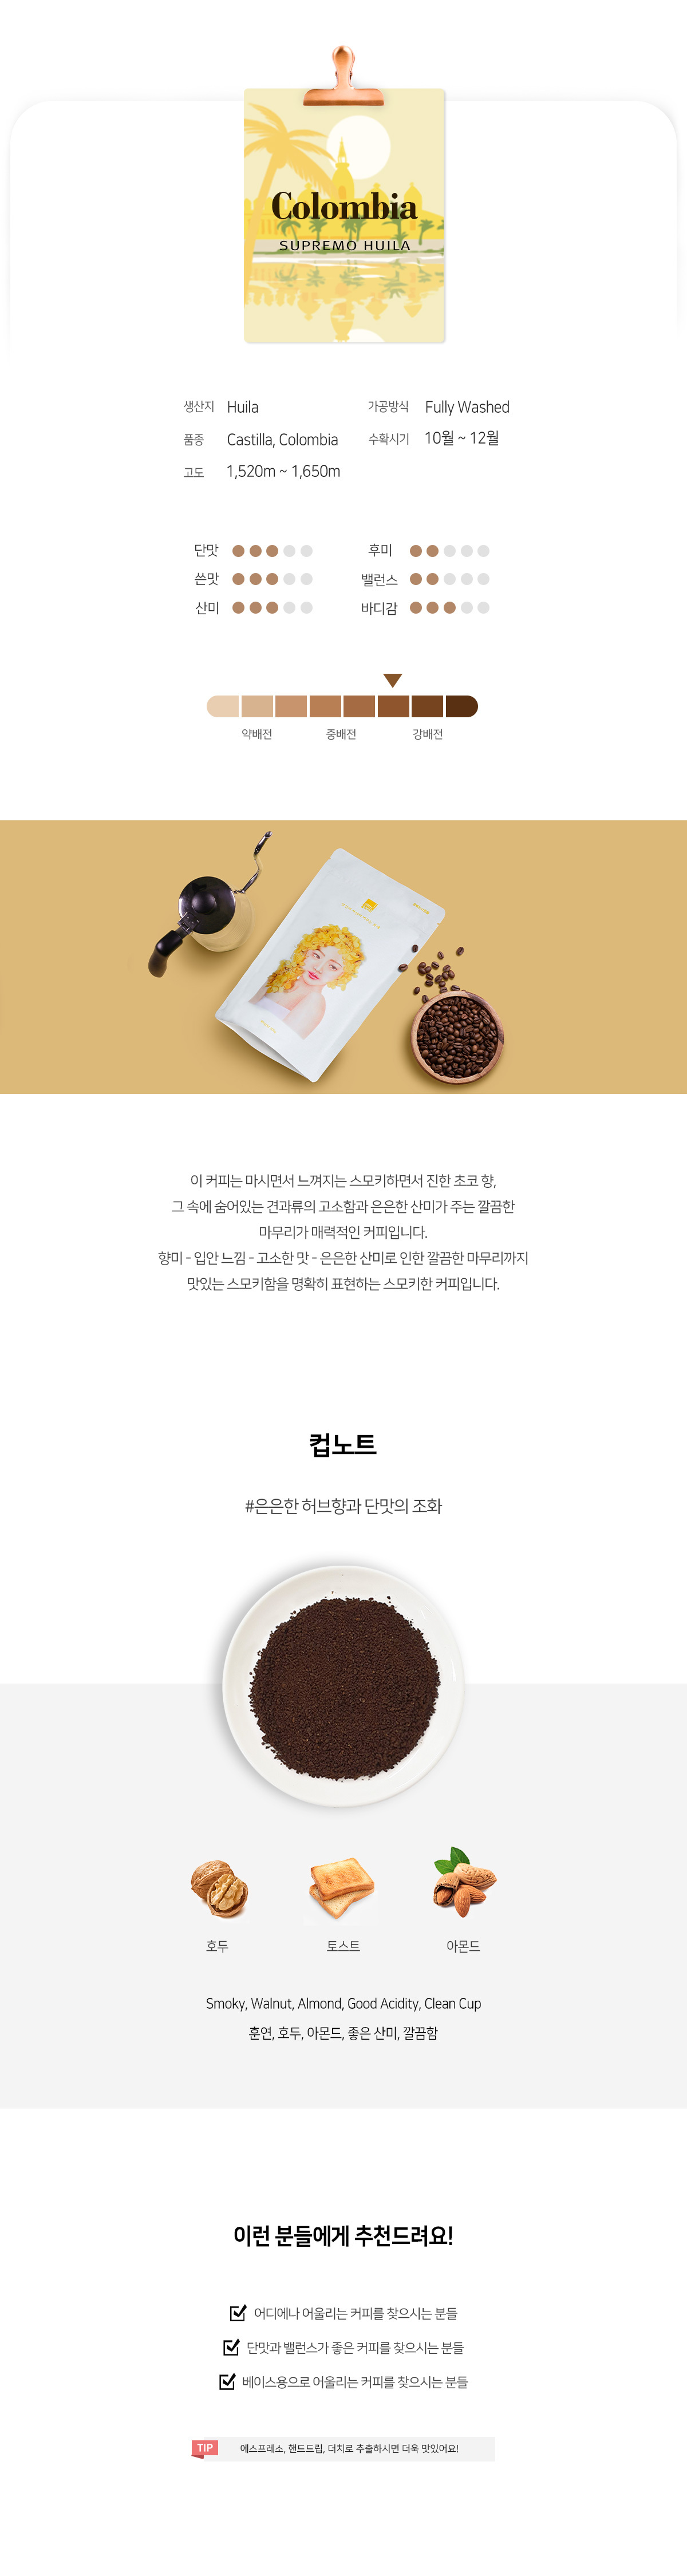 Colombia
SUPREMO HUILA
생산지 Huila
가공방식 Fully Washed
품종 Castilla, Colombia
수확시기 10월 ~ 12월
고도 1,520m ~ 1,650m
단맛
후미
쓴맛
밸런스
산미
바디감
약배전
중배전
강배전
이 커피는 마시면서 느껴지는 스모키하면서 진한 초코 향,
그 속에 숨어있는 견과류의 고소함과 은은한 산미가 주는 깔끔한
마무리가 매력적인 커피입니다.
향미 - 입안 느낌 - 고소한 맛 - 은은한 산미로 인한 깔끔한 마무리까지
맛있는 스모키함을 명확히 표현하는 스모키한 커피입니다.
컵노트
#은은한 허브향과 단맛의 조화
호두
토스트
아몬드
Smoky, Walnut, Almond, Good Acidity, Clean Cup
훈연, 호두, 아몬드, 좋은 산미, 깔끔함
이런 분들에게 추천드려요!
어디에나 어울리는 커피를 찾으시는 분들
단맛과 밸런스가 좋은 커피를 찾으시는 분들
베이스용으로 어울리는 커피를 찾으시는 분들
TIP 에스프레소, 핸드드립, 더치로 추출하시면 더욱 맛있어요!